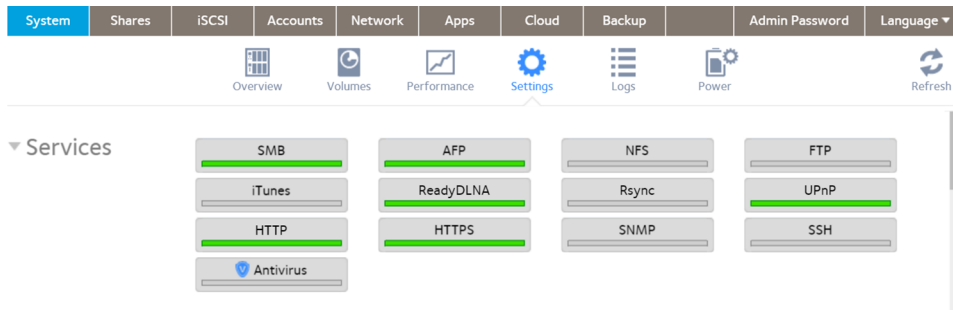 System Shares iSCSI Accounts Network Apps Cloud Backup Admin Password Language
Overview Volumes Performance Settings Logs Power Refresh
Services
SMB AFP NFS FTP
iTunes ReadyDLNA Rsync UPnP
HTTP HTTPS SNMP SSH
V Antivirus